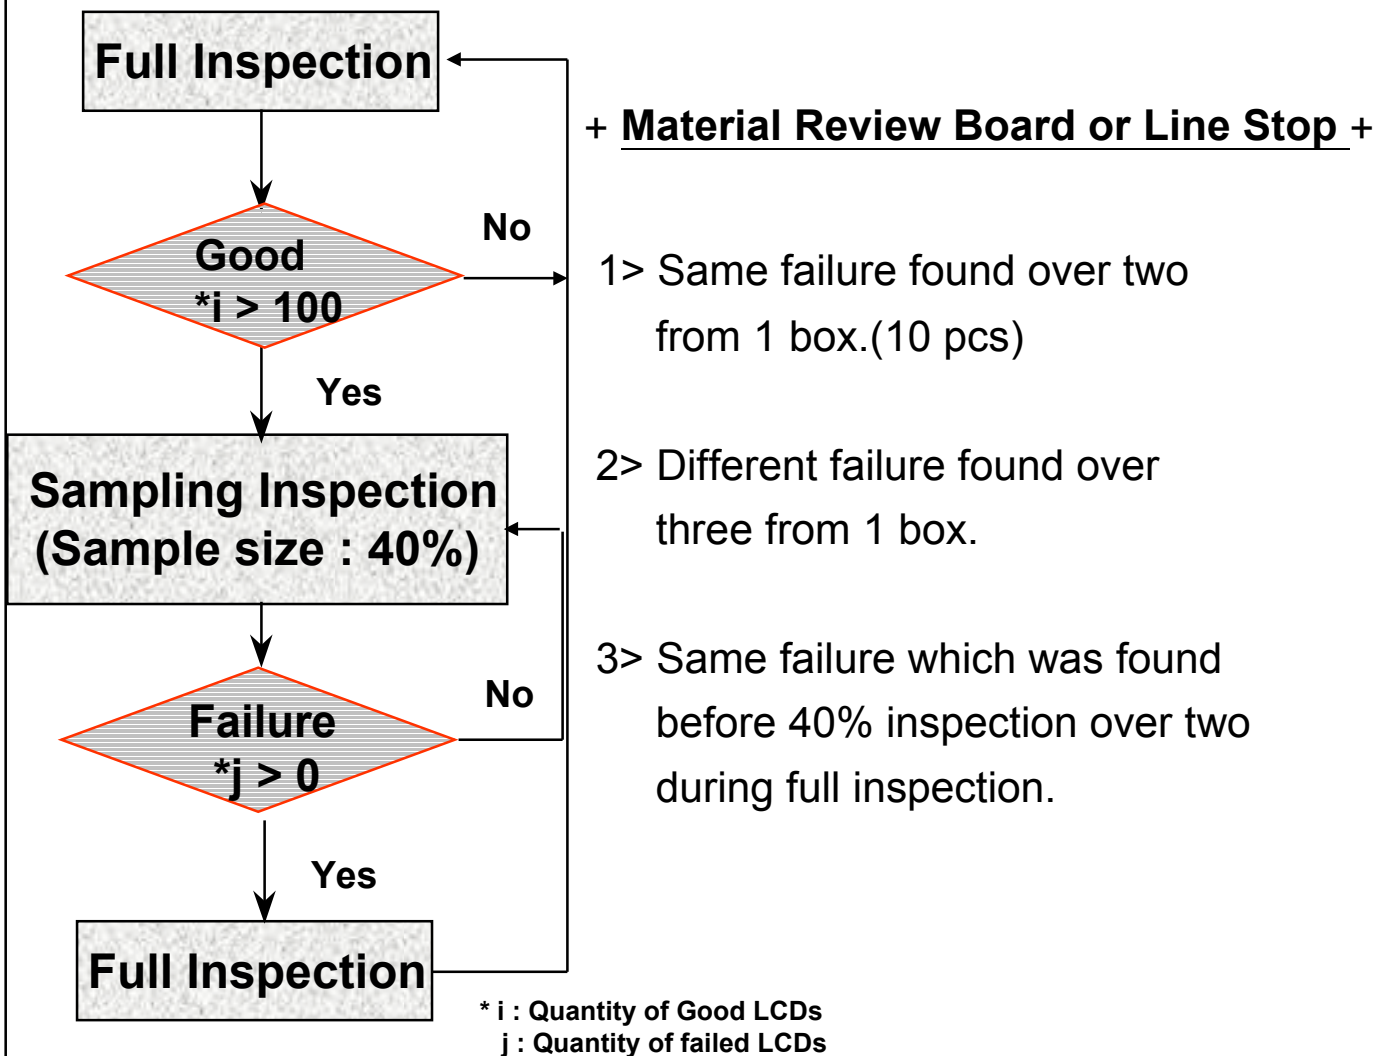 Full Inspection
Good
*i > 100
No
Yes
Sampling Inspection
(Sample size : 40%)
Failure
*j > 0
No
Yes
Full Inspection
* i : Quantity of Good LCDs
j : Quantity of failed LCDs
+ Material Review Board or Line Stop +
1> Same failure found over two
from 1 box.(10 pcs)
2> Different failure found over
three from 1 box.
3> Same failure which was found
before 40% inspection over two
during full inspection.